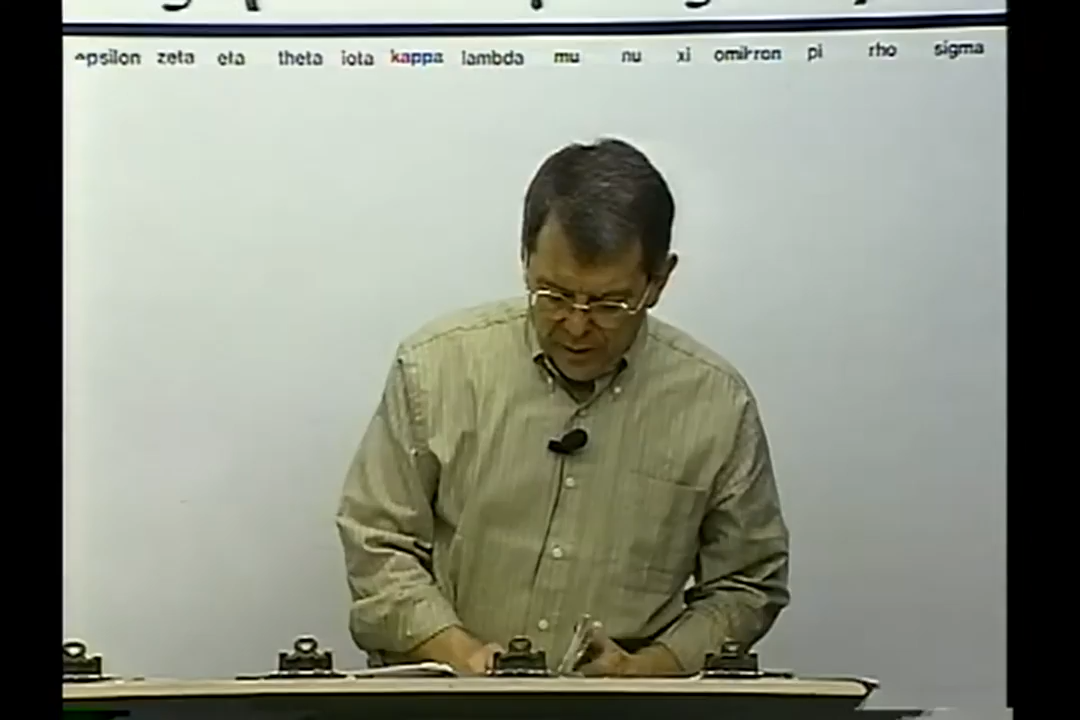 epsilon zeta eta theta iota kappa lambda mu nu xi omikron pi rho sigma